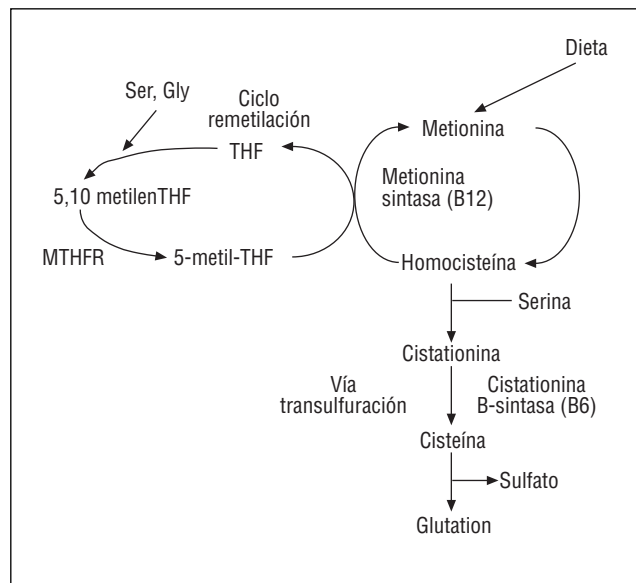 Dieta
Ser, Gly
Ciclo
remetilación
THF
Metionina
5,10 metilenTHF
Metionina
sintasa (B12)
MTHFR
5-metil-THF
Homocisteína
Serina
Cistationina
Vía
transulfuración
Cistationina
B-sintasa (B6)
Cisteína
Sulfato
Glutation